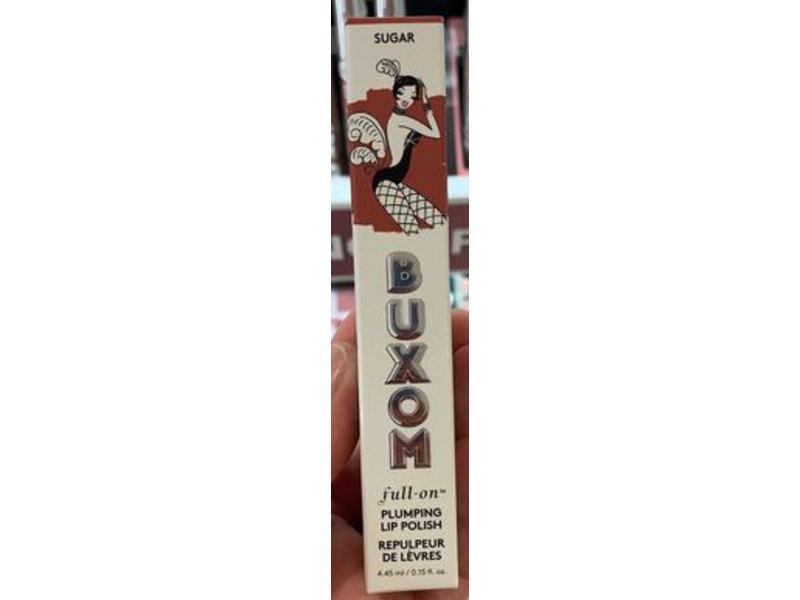 SUGAR
BUXOM
full-on™
PLUMPING
LIP POLISH
REPULPEUR
DE LÈVRES
4.45 ml / 0.15 fl. oz.